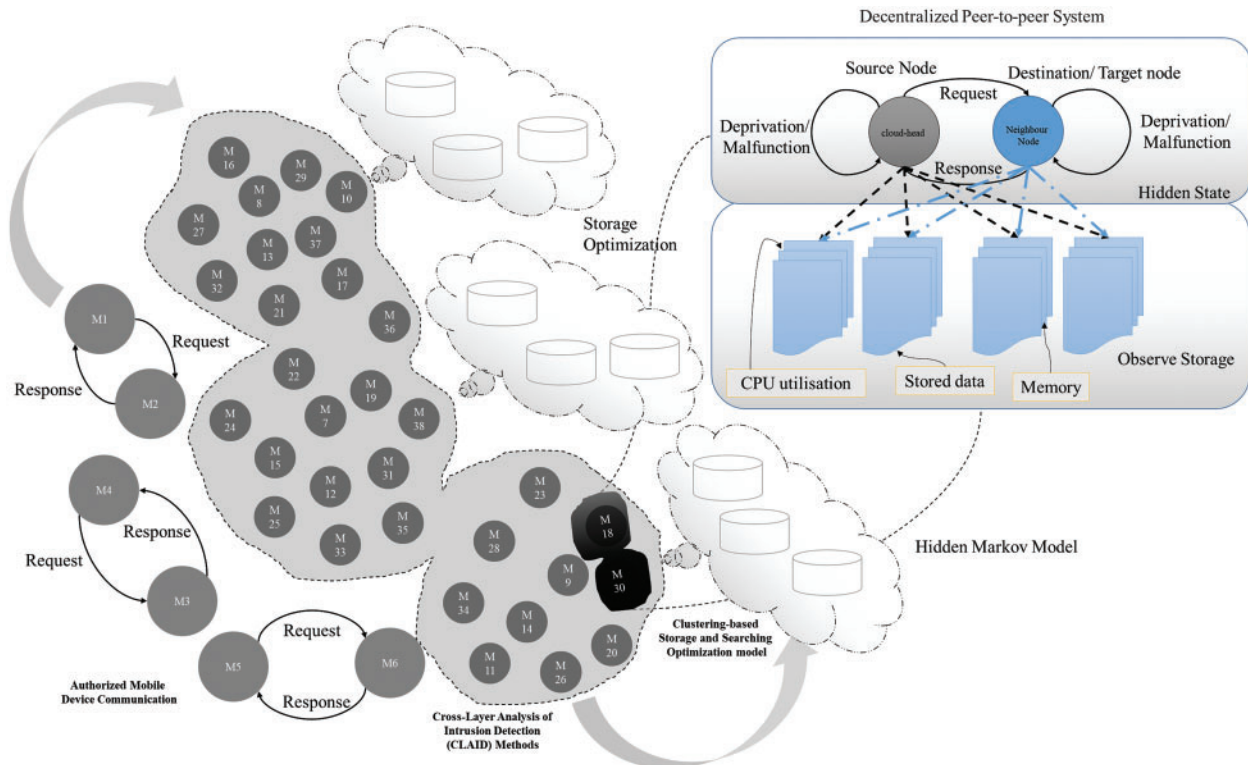 Decentralized Peer-to-peer System
Source Node
Destination/ Target node
Request
Deprivation/
Malfunction
cloud-head
Neighbour
Node
Deprivation/
Malfunction
Response
Hidden State
Storage
Optimization
Observe Storage
CPU utilisation
Stored data
Memory
M
16
M
29
M
8
M
10
M
27
M
37
M
13
M
32
M
17
M
21
M
36
M1
Request
Response
M2
M
22
M
19
M
7
M
38
M
24
M
15
M
31
M
12
M
25
M
35
M
33
M4
Response
Request
M3
M
23
M
18
M
28
M
9
M
30
M
34
M
14
M
20
M
11
M
26
Hidden Markov Model
Clustering-based
Storage and Searching
Optimization model
Request
M5
M6
Response
Authorized Mobile
Device Communication
Cross-Layer Analysis of
Intrusion Detection
(CLAID) Methods